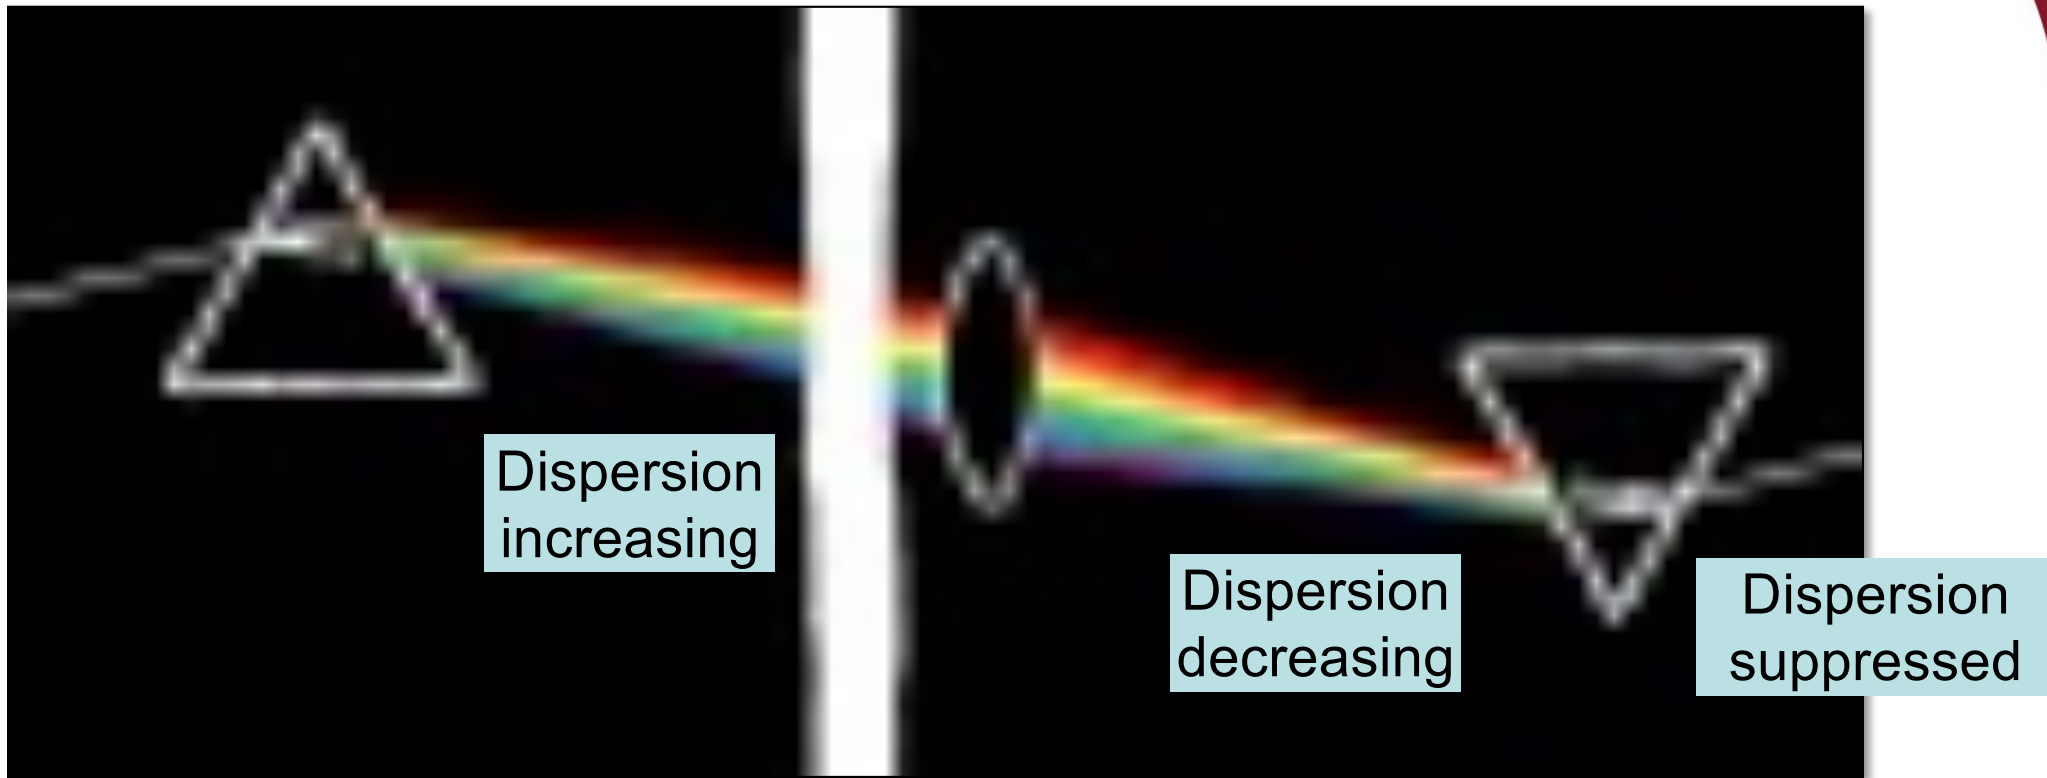 Dispersion
increasing
Dispersion
decreasing
Dispersion
suppressed